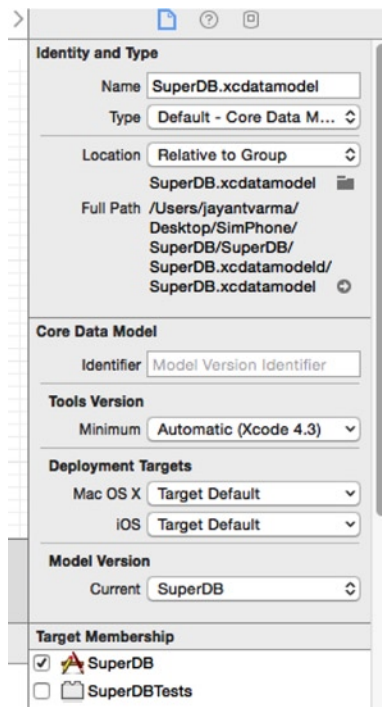 Identity and Type
Name SuperDB.xcdatamodel
Type Default - Core Data M...
Location Relative to Group
SuperDB.xcdatamodel
Full Path /Users/jayantvarma/
Desktop/SimPhone/
SuperDB/SuperDB/
SuperDB.xcdatamodeld/
SuperDB.xcdatamodel
Core Data Model
Identifier Model Version Identifier
Tools Version
Minimum Automatic (Xcode 4.3)
Deployment Targets
Mac OS X Target Default
iOS Target Default
Model Version
Current SuperDB
Target Membership
SuperDB
SuperDBTests